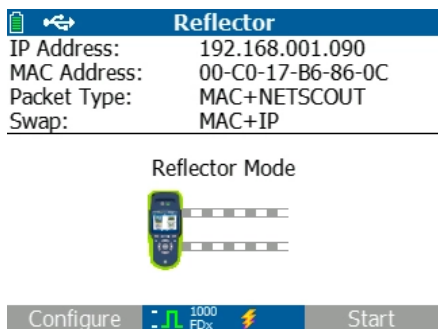 Reflector
IP Address: 192.168.001.090
MAC Address: 00-C0-17-B6-86-0C
Packet Type: MAC+NETSCOUT
Swap: MAC+IP
Reflector Mode
Configure 1000 FDx Start